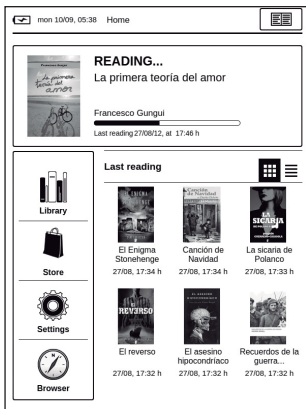 mon 10/09, 05:38 Home
READING...
La primera teoría del amor
Francesco Gungui
Last reading 27/08/12, at 17:46 h
Library
Store
Settings
Browser
Last reading
El Enigma
Stonehenge
27/08, 17:34 h
Canción de
Navidad
27/08, 17:34 h
La sicaria de
Polanco
27/08, 17:33 h
El reverso
27/08, 17:32 h
El asesino
hipocondríaco
27/08, 17:32 h
Recuerdos de la
guerra...
27/08, 17:32 h